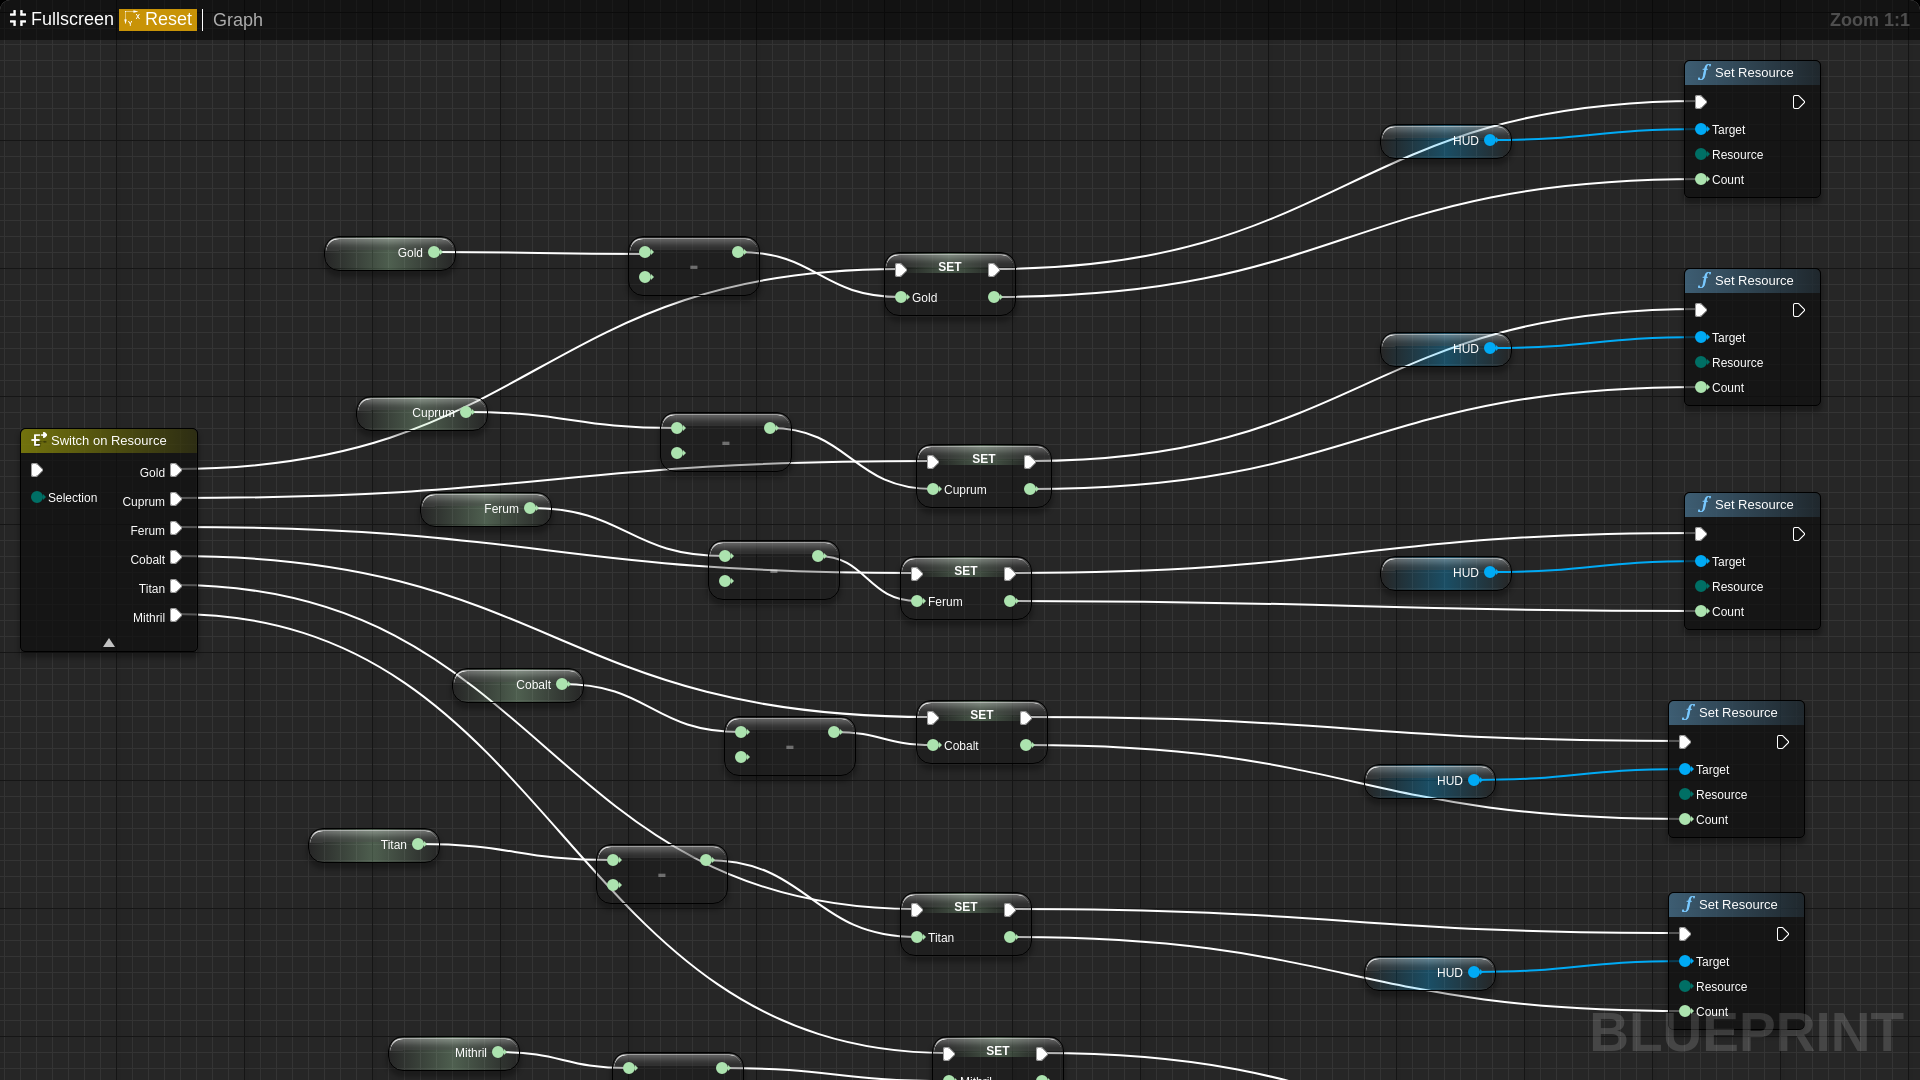 Fullscreen Reset Graph Zoom 1:1
Set Resource
Target
HUD
Resource
Count
Gold
-
SET
Gold
Set Resource
Target
HUD
Resource
Count
Cuprum
-
SET
Cuprum
Switch on Resource
Gold
Selection
Cuprum
Ferum
Cobalt
Titan
Mithril
Ferum
-
SET
Ferum
Set Resource
Target
HUD
Resource
Count
Cobalt
-
SET
Cobalt
Set Resource
Target
HUD
Resource
Count
Titan
-
SET
Titan
Set Resource
Target
HUD
Resource
Count
Mithril
SET
Mithril
BLUEPRINT